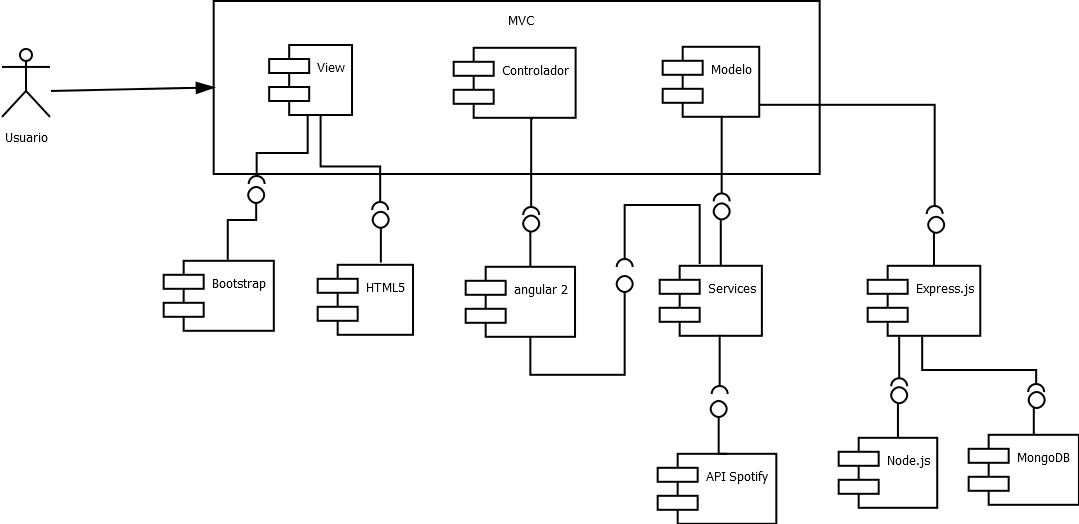 MVC
View
Controlador
Modelo
Usuario
Bootstrap
HTML5
angular 2
Services
Express.js
API Spotify
Node.js
MongoDB